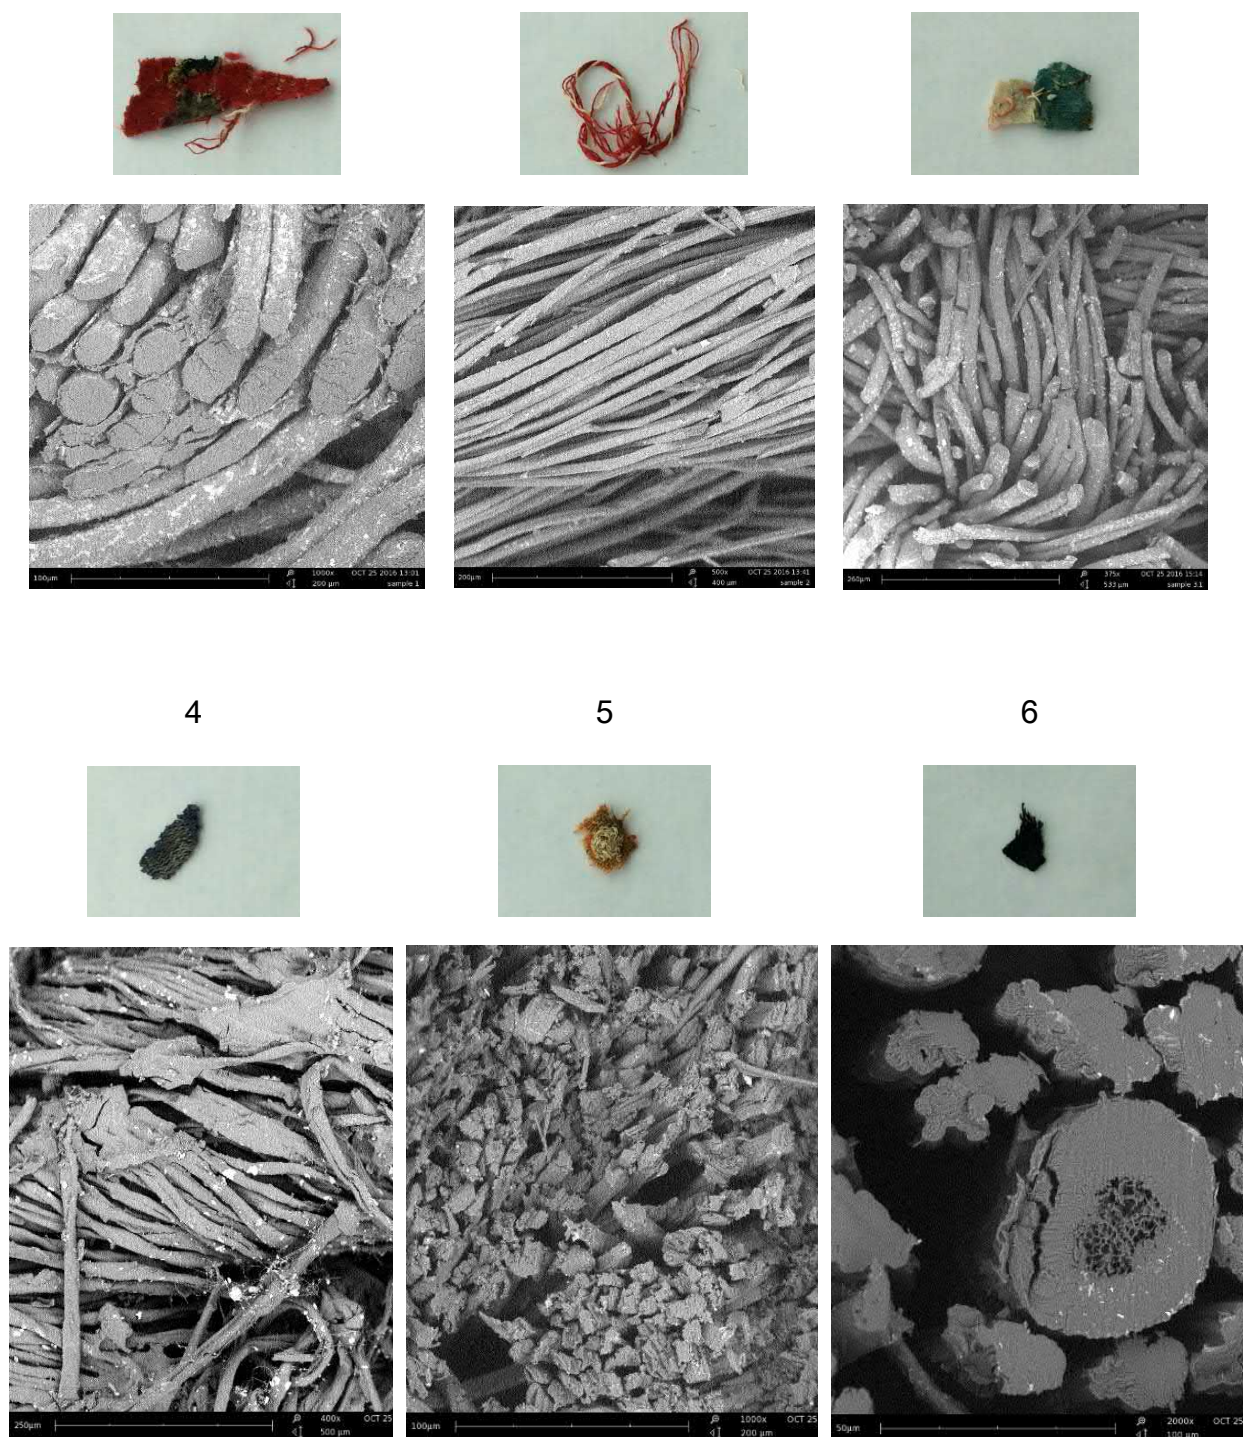 100μm 1000x OCT 25 2016 13:01
200 μm sample 1
200μm 500x OCT 25 2016 13:41
400 μm sample 2
260μm 375x OCT 25 2016 15:14
533 μm sample 3.1
4 5 6
250μm 400x OCT 25
500 μm
100μm 1000x OCT 25
200 μm
50μm 2000x OCT 25
100 μm